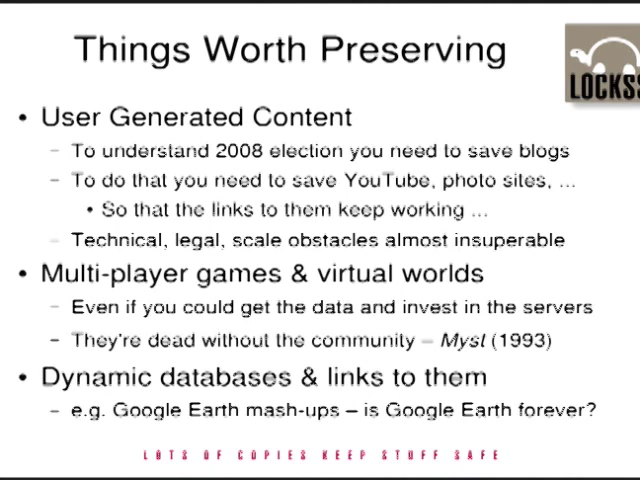 Things Worth Preserving
LOCKSS
• User Generated Content
– To understand 2008 election you need to save blogs
– To do that you need to save YouTube, photo sites, ...
• So that the links to them keep working ...
– Technical, legal, scale obstacles almost insuperable
• Multi-player games & virtual worlds
– Even if you could get the data and invest in the servers
– They're dead without the community – Myst (1993)
• Dynamic databases & links to them
– e.g. Google Earth mash-ups – is Google Earth forever?
LOTS OF COPIES KEEP STUFF SAFE